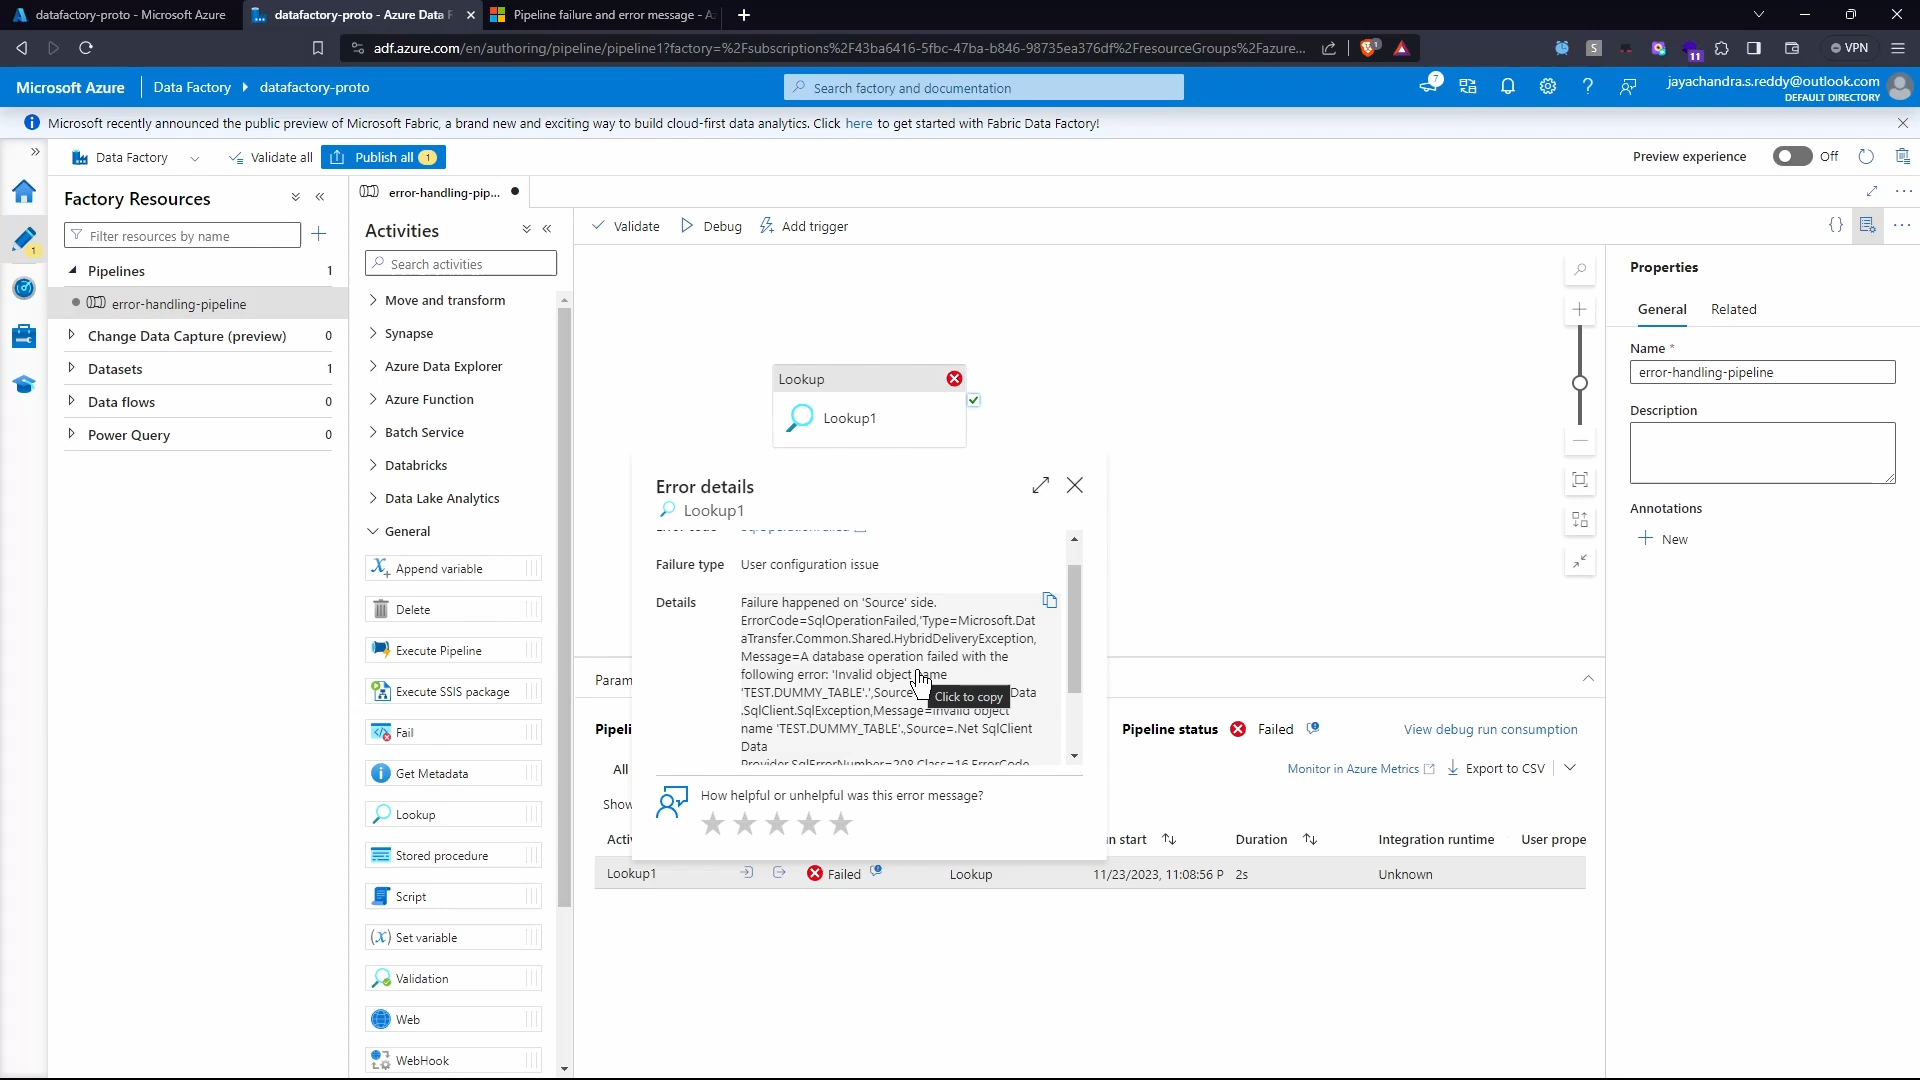 datafactory-proto - Microsoft Azure
datafactory-proto - Azure Data F
Pipeline failure and error message - A
adf.azure.com/en/authoring/pipeline/pipeline1?factory=%2Fsubscriptions%2F43ba6416-5fbc-47ba-b846-98735ea376df%2FresourceGroups%2Fazure...
11
VPN
Microsoft Azure
Data Factory
datafactory-proto
Search factory and documentation
7
jayachandra.s.reddy@outlook.com
DEFAULT DIRECTORY
Microsoft recently announced the public preview of Microsoft Fabric, a brand new and exciting way to build cloud-first data analytics. Click here to get started with Fabric Data Factory!
Data Factory
Validate all
Publish all 1
Preview experience
Off
Factory Resources
Filter resources by name
1
Pipelines 1
error-handling-pipeline
Change Data Capture (preview) 0
Datasets 1
Data flows 0
Power Query 0
error-handling-pip...
Activities
Search activities
Move and transform
Synapse
Azure Data Explorer
Azure Function
Batch Service
Databricks
Data Lake Analytics
General
Append variable
Delete
Execute Pipeline
Execute SSIS package
Fail
Get Metadata
Lookup
Stored procedure
Script
Set variable
Validation
Web
WebHook
Validate
Debug
Add trigger
Lookup
Lookup1
Error details
Lookup1
Failure type User configuration issue
Details Failure happened on 'Source' side.
ErrorCode=SqlOperationFailed,'Type=Microsoft.Dat
aTransfer.Common.Shared.HybridDeliveryException,
Message=A database operation failed with the
following error: 'Invalid object name
'TEST.DUMMY_TABLE'.',Source Data
.SqlClient.SqlException,Message=Invalid object
name 'TEST.DUMMY_TABLE'.,Source=.Net SqlClient
Data
Provider,SqlErrorNumber=208,Class=16,ErrorCode
Click to copy
How helpful or unhelpful was this error message?
Param
Pipeli
Pipeline status Failed
View debug run consumption
All
Monitor in Azure Metrics
Export to CSV
Show
Activ
n start
Duration
Integration runtime
User prope
Lookup1 Failed Lookup 11/23/2023, 11:08:56 P 2s Unknown
Properties
General
Related
Name *
error-handling-pipeline
Description
Annotations
New